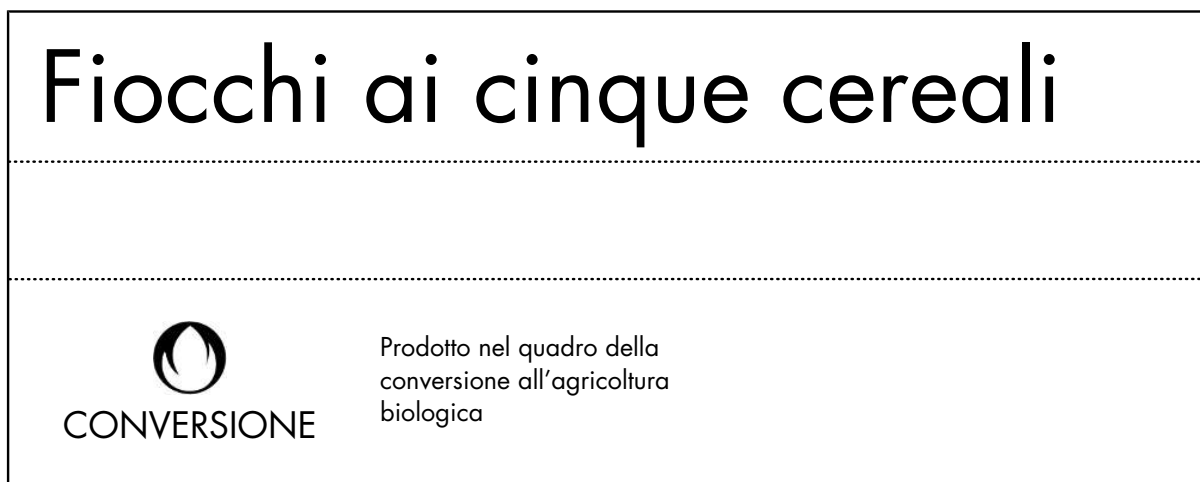 Fiocchi ai cinque cereali
CONVERSIONE
Prodotto nel quadro della
conversione all’agricoltura
biologica